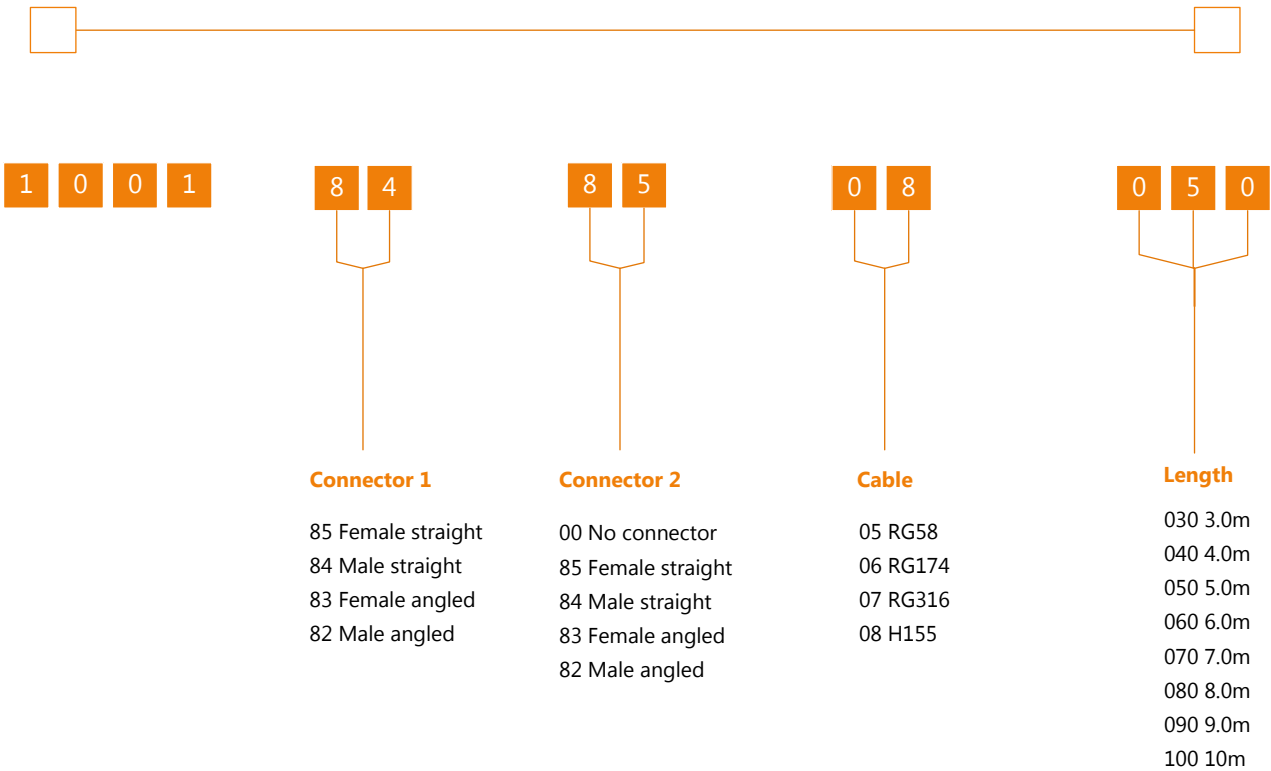 1 0 0 1 8 4 8 5 0 8 0 5 0
Connector 1
85 Female straight
84 Male straight
83 Female angled
82 Male angled
Connector 2
00 No connector
85 Female straight
84 Male straight
83 Female angled
82 Male angled
Cable
05 RG58
06 RG174
07 RG316
08 H155
Length
030 3.0m
040 4.0m
050 5.0m
060 6.0m
070 7.0m
080 8.0m
090 9.0m
100 10m